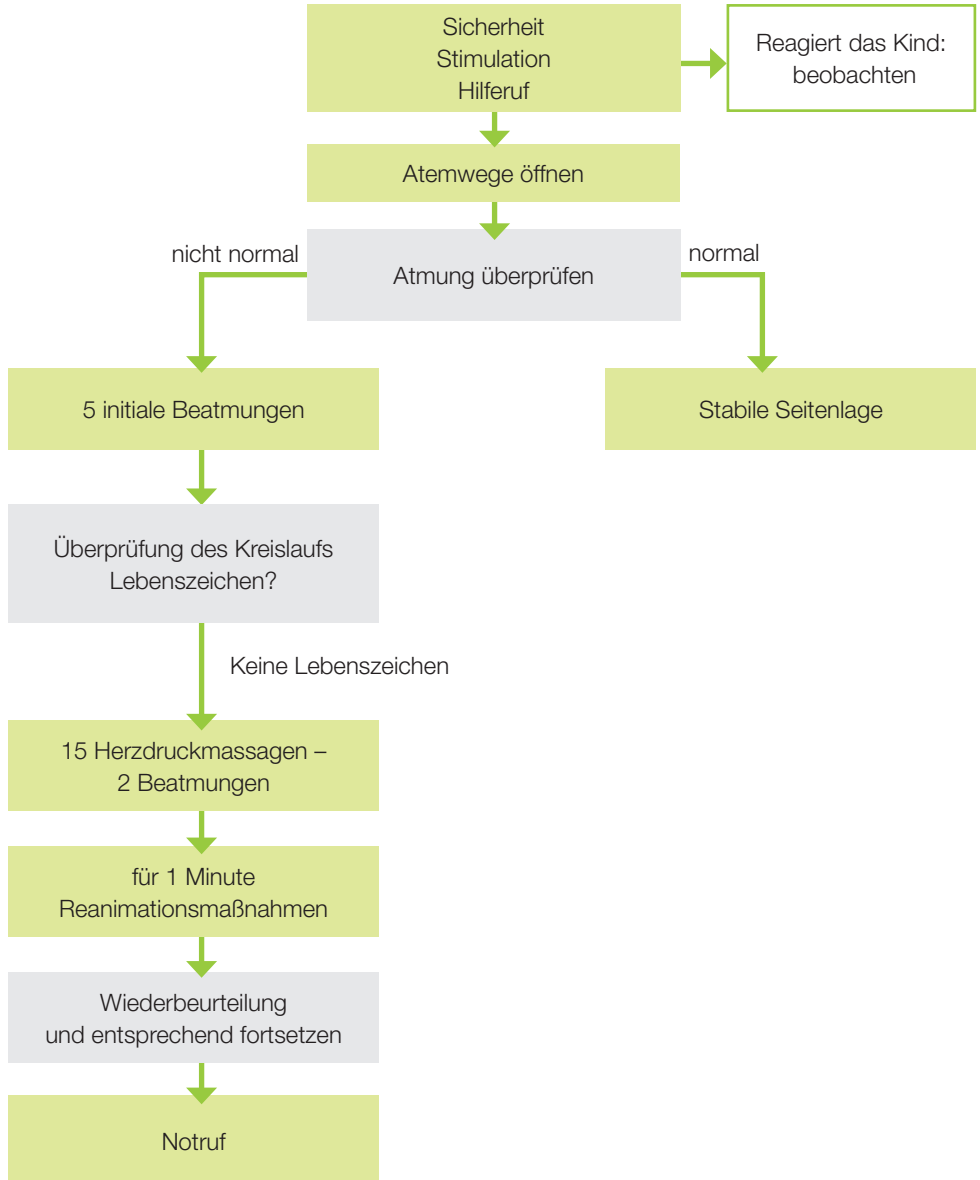 Sicherheit
Stimulation
Hilferuf
Reagiert das Kind:
beobachten
Atemwege öffnen
nicht normal
Atmung überprüfen
normal
5 initiale Beatmungen
Stabile Seitenlage
Überprüfung des Kreislaufs
Lebenszeichen?
Keine Lebenszeichen
15 Herzdruckmassagen –
2 Beatmungen
für 1 Minute
Reanimationsmaßnahmen
Wiederbeurteilung
und entsprechend fortsetzen
Notruf